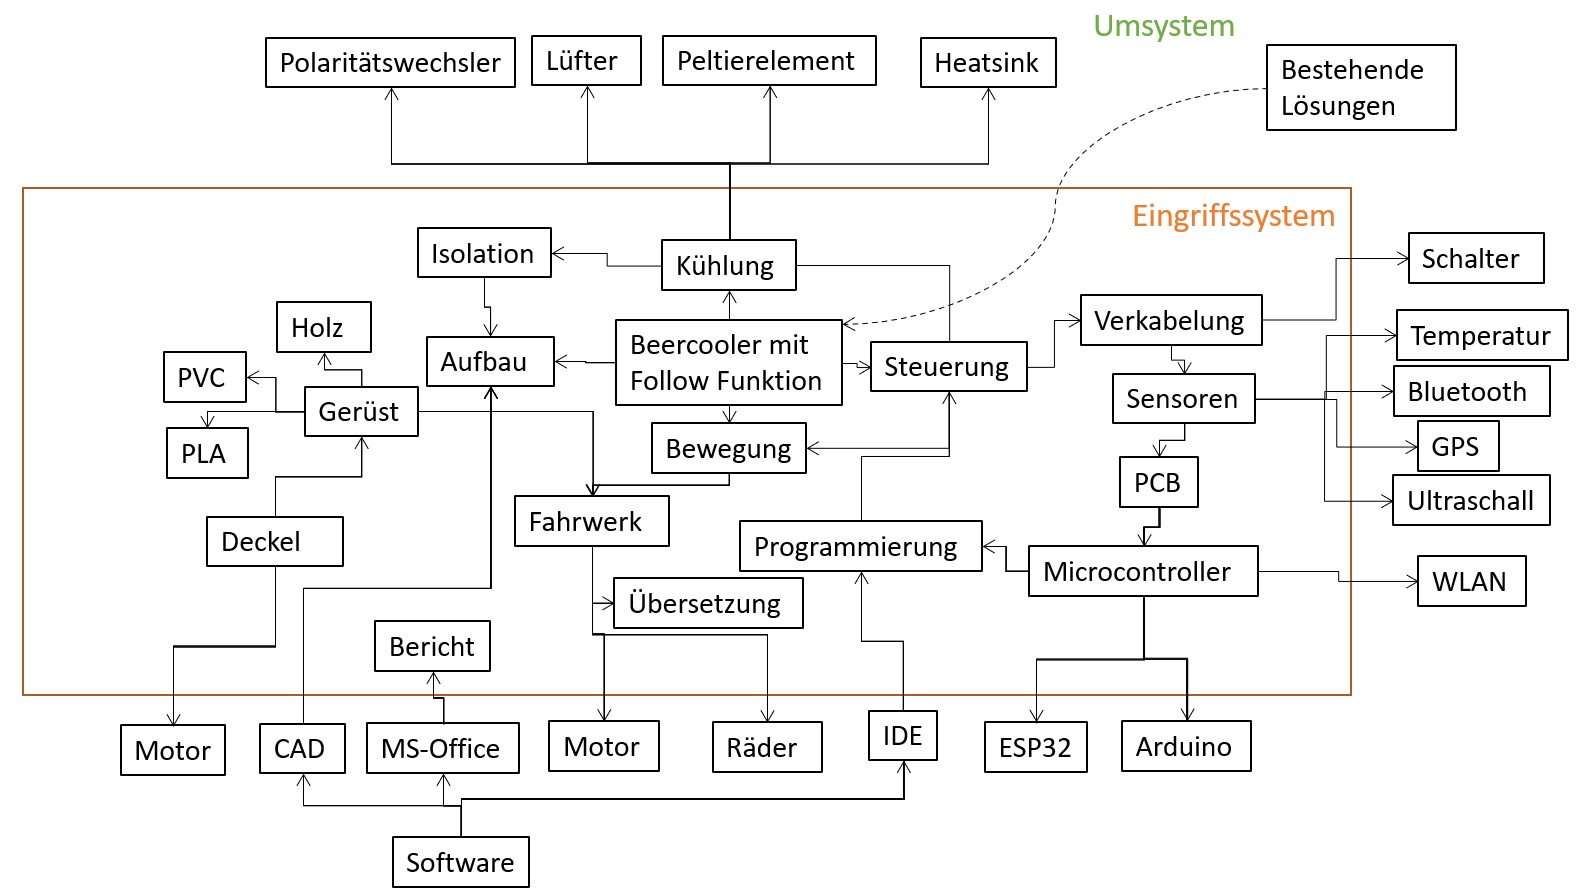 Umsystem
Polaritätswechsler
Lüfter
Peltierelement
Heatsink
Bestehende
Lösungen
Eingriffssystem
Isolation
Kühlung
Schalter
Holz
Aufbau
Beercooler mit
Follow Funktion
Steuerung
Verkabelung
Temperatur
PVC
Gerüst
Sensoren
Bluetooth
PLA
Bewegung
GPS
PCB
Ultraschall
Deckel
Fahrwerk
Programmierung
Microcontroller
WLAN
Übersetzung
Bericht
Motor
CAD
MS-Office
Motor
Räder
IDE
ESP32
Arduino
Software